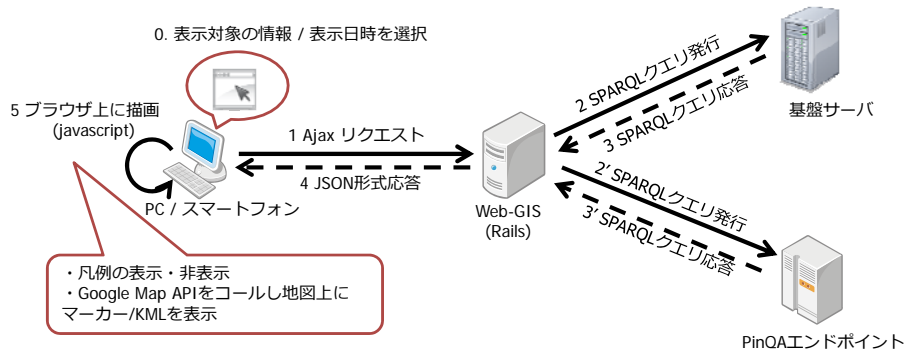 0. 表示対象の情報 / 表示日時を選択
5 ブラウザ上に描画
(javascript)
1 Ajax リクエスト
4 JSON形式応答
PC / スマートフォン
2 SPARQLクエリ発行
3 SPARQLクエリ応答
基盤サーバ
Web-GIS
(Rails)
2' SPARQLクエリ発行
3' SPARQLクエリ応答
・凡例の表示・非表示
・Google Map APIをコールし地図上に
マーカー/KMLを表示
PinQAエンドポイント